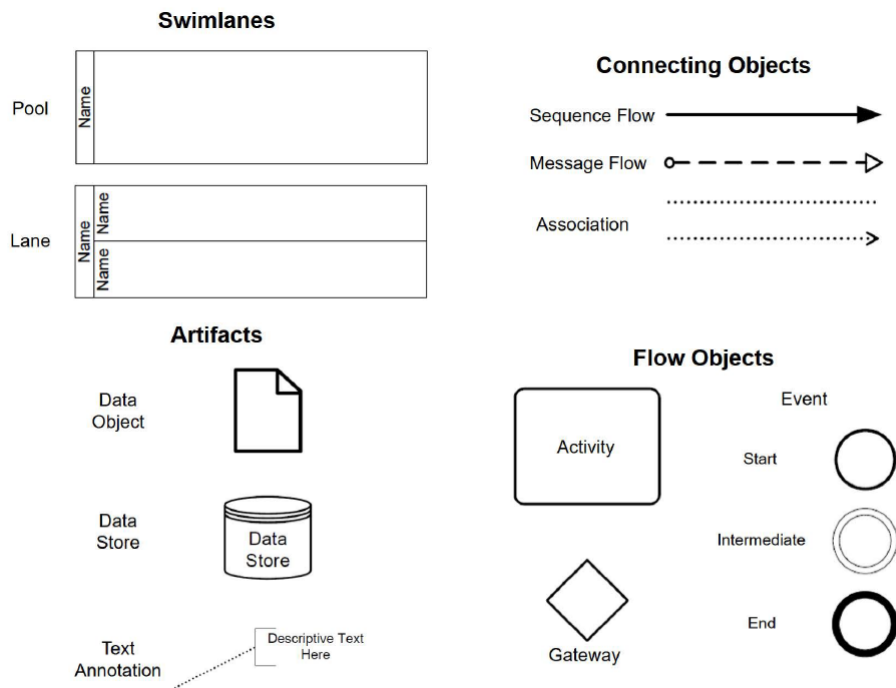 Swimlanes
Pool
Name
Lane
Name
Name
Name
Connecting Objects
Sequence Flow
Message Flow
Association
Artifacts
Data
Object
Data
Store
Data
Store
Text
Annotation
Descriptive Text
Here
Flow Objects
Activity
Event
Start
Intermediate
End
Gateway